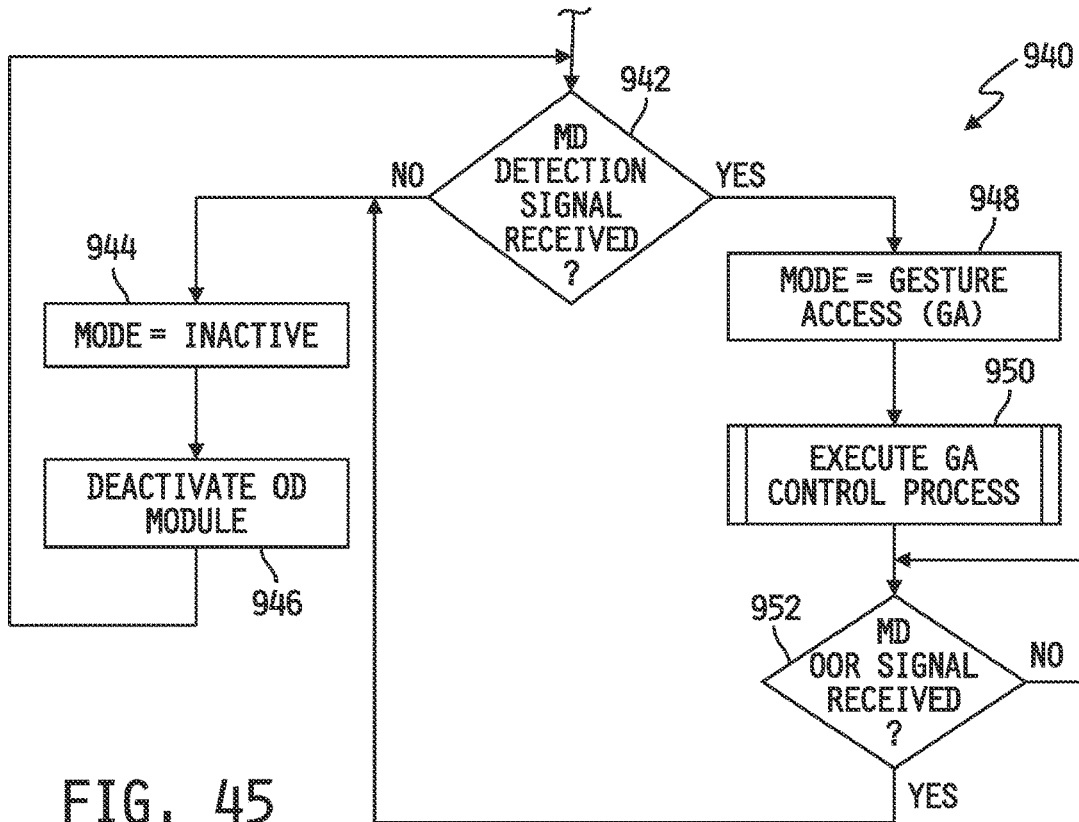 940
942
MD
DETECTION
SIGNAL
RECEIVED
?
NO
YES
944
MODE = INACTIVE
948
MODE = GESTURE
ACCESS (GA)
950
EXECUTE GA
CONTROL PROCESS
DEACTIVATE OD
MODULE
946
952
MD
OOR SIGNAL
RECEIVED
?
NO
YES
FIG. 45